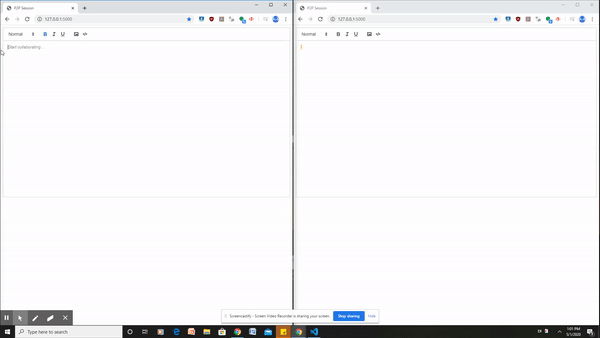 P2P Session
P2P Session
127.0.0.1:5000
127.0.0.1:5000
Normal B I U
Normal B I U
Start collaborating...
Screencastify - Screen Video Recorder is sharing your screen. Stop sharing Hide
Type here to search
1:01 PM
5/1/2020